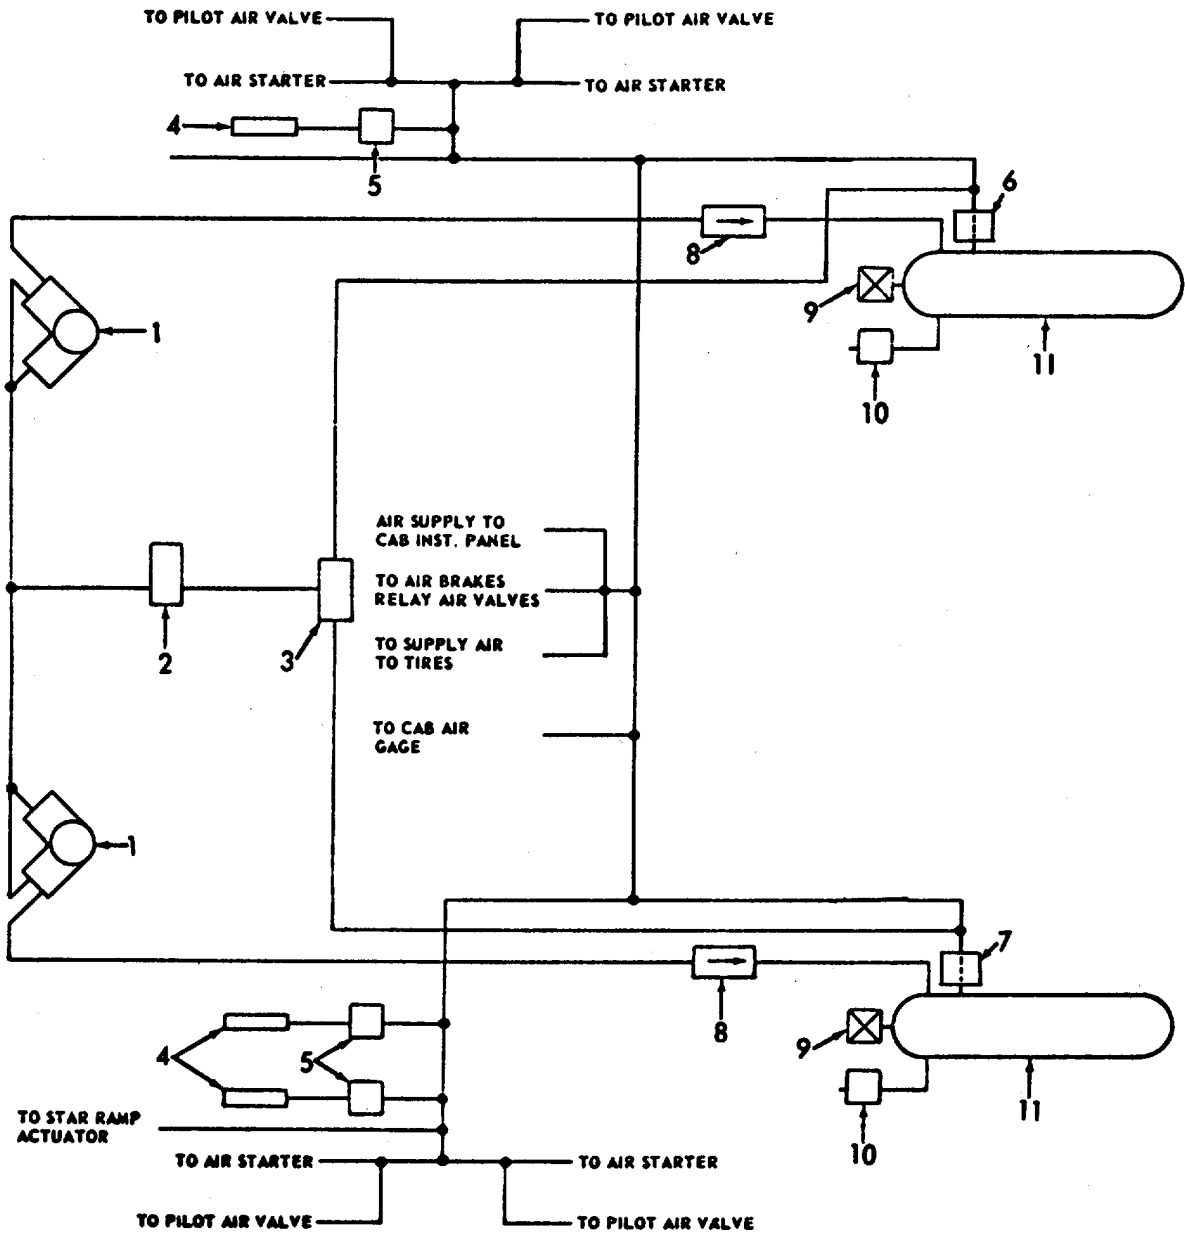 TO PILOT AIR VALVE
TO PILOT AIR VALVE
TO AIR STARTER
TO AIR STARTER
4
5
6
8
9
1
11
10
AIR SUPPLY TO
CAB INST. PANEL
TO AIR BRAKES
RELAY AIR VALVES
TO SUPPLY AIR
TO TIRES
2
3
TO CAB AIR
GAGE
1
7
8
9
4
5
11
10
TO STAR RAMP
ACTUATOR
TO AIR STARTER
TO AIR STARTER
TO PILOT AIR VALVE
TO PILOT AIR VALVE